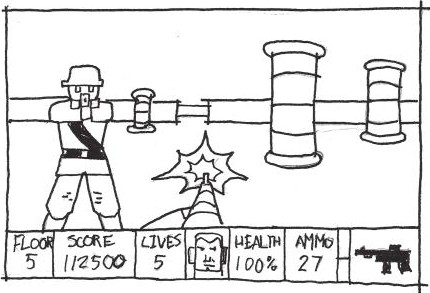 FLOOR SCORE LIVES HEALTH AMMO
5 112500 5 100% 27